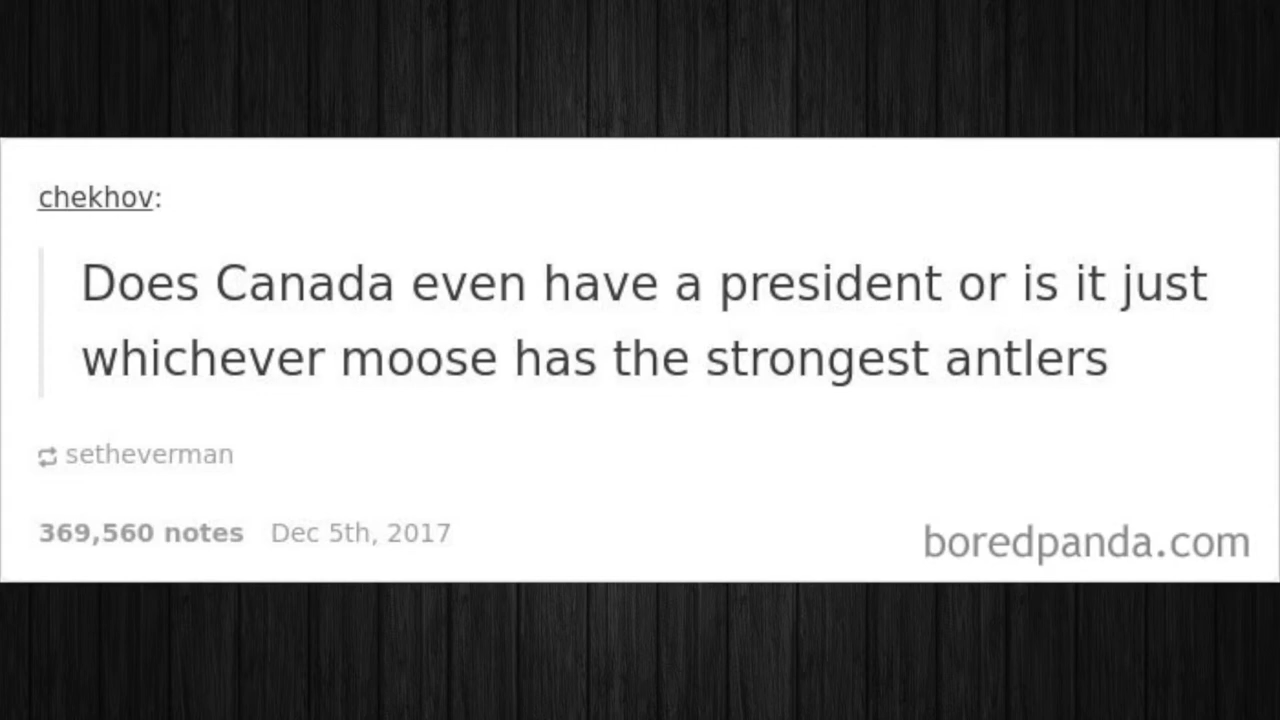 chekhov:
Does Canada even have a president or is it just
whichever moose has the strongest antlers
setheverman
369,560 notes Dec 5th, 2017
boredpanda.com